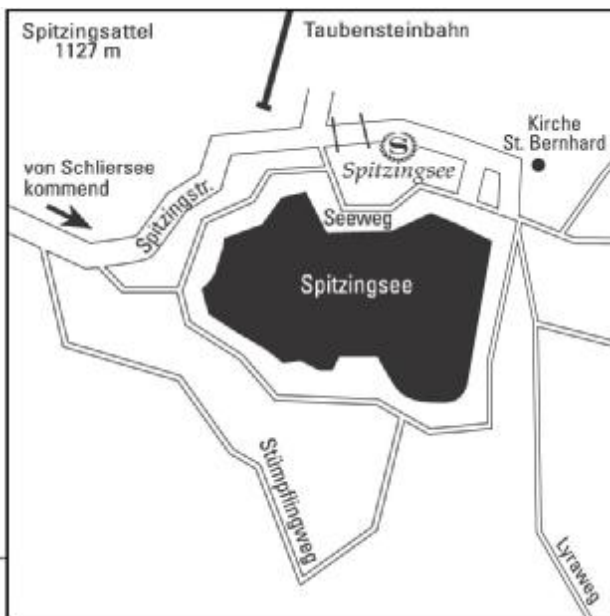 Spitzingsattel
1127 m
Taubensteinbahn
Kirche
St. Bernhard
S
Spitzingsee
von Schliersee
kommend
Spitzingstr.
Seeweg
Spitzingsee
Stümpflingweg
Lyraweg